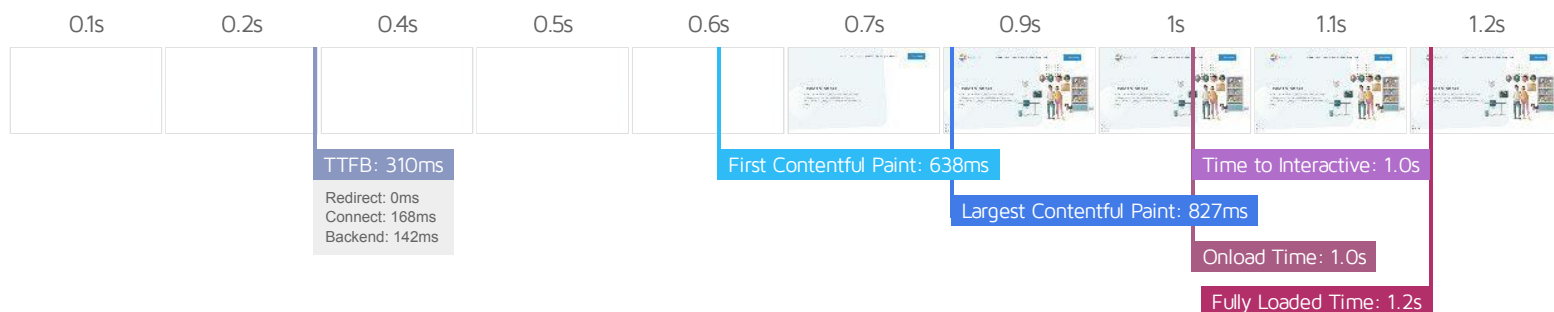 0.1s 0.2s 0.4s 0.5s 0.6s 0.7s 0.9s 1s 1.1s 1.2s
TTFB: 310ms
First Contentful Paint: 638ms
Time to Interactive: 1.0s
Redirect: 0ms
Connect: 168ms
Backend: 142ms
Largest Contentful Paint: 827ms
Onload Time: 1.0s
Fully Loaded Time: 1.2s